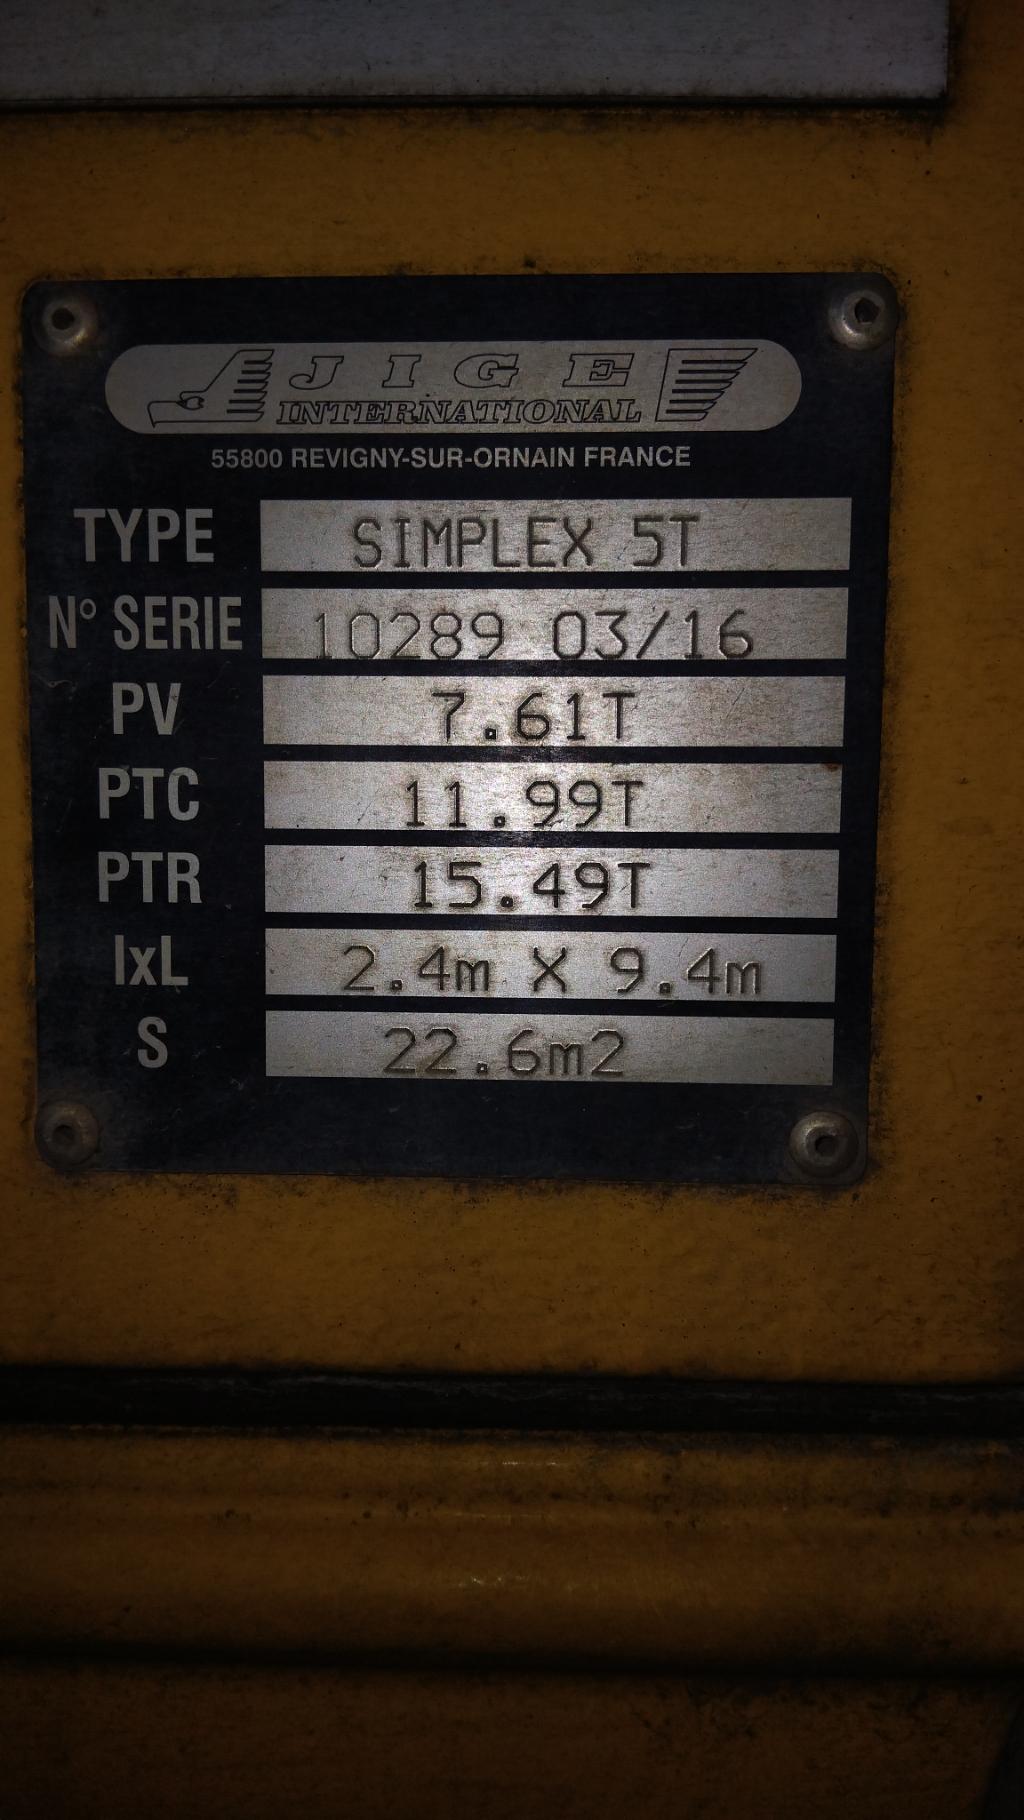 JIGE
INTERNATIONAL
55800 REVIGNY-SUR-ORNAIN FRANCE
TYPE SIMPLEX 5T
N° SERIE 10289 03/16
PV 7.61T
PTC 11.99T
PTR 15.49T
lxL 2.4m X 9.4m
S 22.6m2